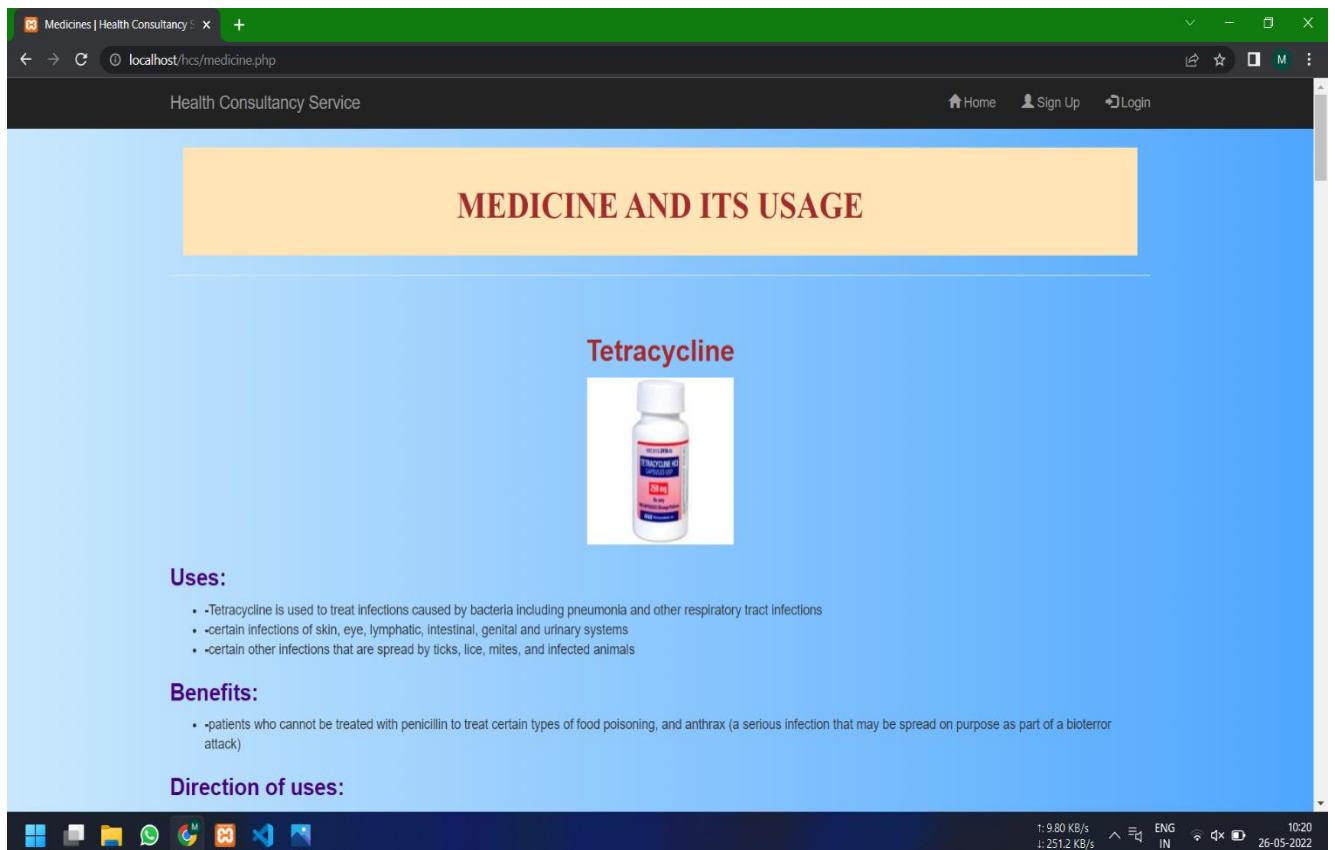 Medicines | Health Consultancy S
localhost/hcs/medicine.php
M
Health Consultancy Service
Home Sign Up Login
MEDICINE AND ITS USAGE
Tetracycline
TETRACYCLINE HCl
CAPSULES USP
250 mg
Uses:
-Tetracycline is used to treat infections caused by bacteria including pneumonia and other respiratory tract infections
-certain infections of skin, eye, lymphatic, intestinal, genital and urinary systems
-certain other infections that are spread by ticks, lice, mites, and infected animals
Benefits:
-patients who cannot be treated with penicillin to treat certain types of food poisoning, and anthrax (a serious infection that may be spread on purpose as part of a bioterror
attack)
Direction of uses:
↑: 9.80 KB/s
↓: 251.2 KB/s
ENG
IN
10:20
26-05-2022